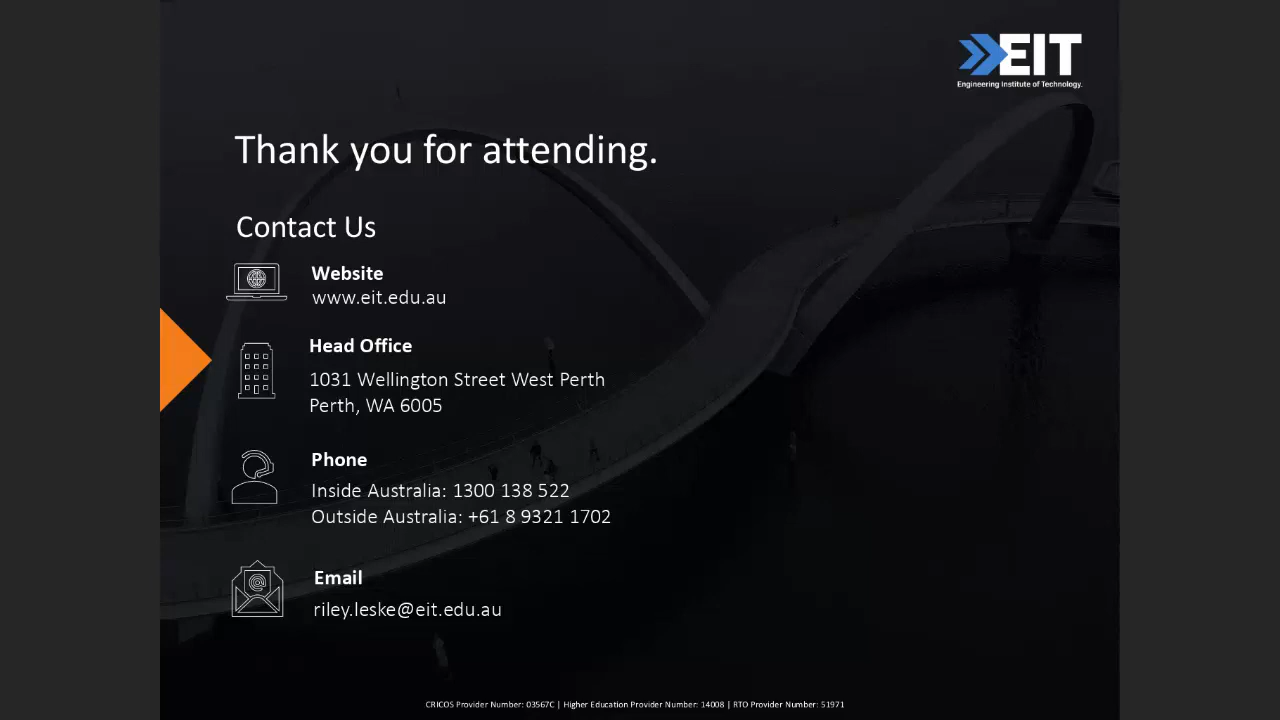 EIT
Engineering Institute of Technology.
Thank you for attending.
Contact Us
Website
www.eit.edu.au
Head Office
1031 Wellington Street West Perth
Perth, WA 6005
Phone
Inside Australia: 1300 138 522
Outside Australia: +61 8 9321 1702
Email
riley.leske@eit.edu.au
CRICOS Provider Number: 03567C | Higher Education Provider Number: 14008 | RTO Provider Number: 51971